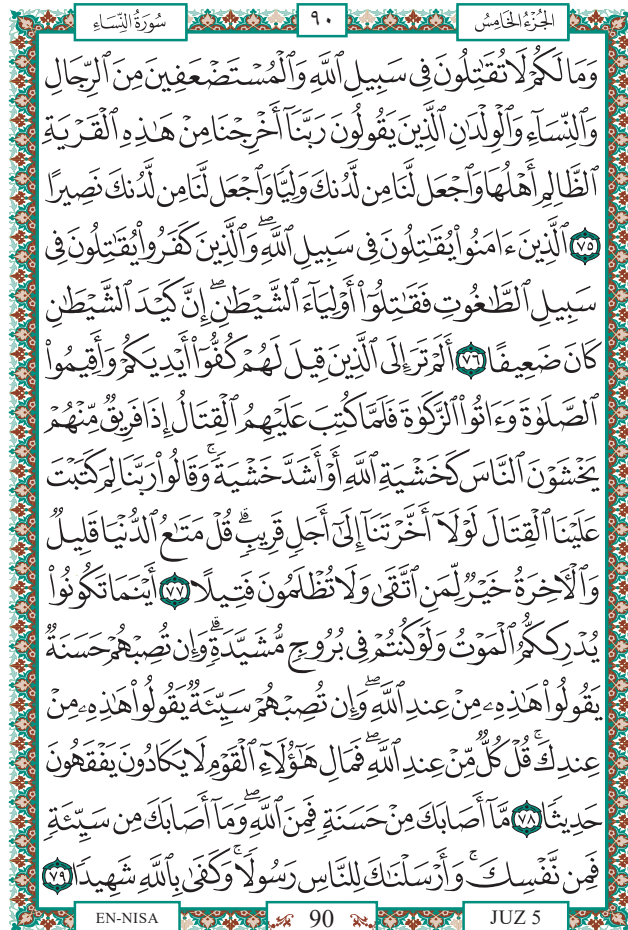 سُورَةُ النِّسَاءِ ٩٠ الجُزْءُ الخَامِسُ
وَمَا لَكُمْ لَا تُقَٰتِلُونَ فِى سَبِيلِ ٱللَّهِ وَٱلْمُسْتَضْعَفِينَ مِنَ ٱلرِّجَالِ
وَٱلنِّسَآءِ وَٱلْوِلْدَٰنِ ٱلَّذِينَ يَقُولُونَ رَبَّنَآ أَخْرِجْنَا مِنْ هَٰذِهِ ٱلْقَرْيَةِ
ٱلظَّالِمِ أَهْلُهَا وَٱجْعَل لَّنَا مِن لَّدُنكَ وَلِيًّا وَٱجْعَل لَّنَا مِن لَّدُنكَ نَصِيرًا
٧٥ ٱلَّذِينَ ءَامَنُوا۟ يُقَٰتِلُونَ فِى سَبِيلِ ٱللَّهِ ۖ وَٱلَّذِينَ كَفَرُوا۟ يُقَٰتِلُونَ فِى
سَبِيلِ ٱلطَّٰغُوتِ فَقَٰتِلُوٓا۟ أَوْلِيَآءَ ٱلشَّيْطَٰنِ ۖ إِنَّ كَيْدَ ٱلشَّيْطَٰنِ
كَانَ ضَعِيفًا ٧٦ أَلَمْ تَرَ إِلَى ٱلَّذِينَ قِيلَ لَهُمْ كُفُّوٓا۟ أَيْدِيَكُمْ وَأَقِيمُوا۟
ٱلصَّلَوٰةَ وَءَاتُوا۟ ٱلزَّكَوٰةَ فَلَمَّا كُتِبَ عَلَيْهِمُ ٱلْقِتَالُ إِذَا فَرِيقٌ مِّنْهُمْ
يَخْشَوْنَ ٱلنَّاسَ كَخَشْيَةِ ٱللَّهِ أَوْ أَشَدَّ خَشْيَةً ۚ وَقَالُوا۟ رَبَّنَا لِمَ كَتَبْتَ
عَلَيْنَا ٱلْقِتَالَ لَوْلَآ أَخَّرْتَنَآ إِلَىٰٓ أَجَلٍ قَرِيبٍ ۗ قُلْ مَتَٰعُ ٱلدُّنْيَا قَلِيلٌ
وَٱلْءَاخِرَةُ خَيْرٌ لِّمَنِ ٱتَّقَىٰ وَلَا تُظْلَمُونَ فَتِيلًا ٧٧ أَيْنَمَا تَكُونُوا۟
يُدْرِككُّمُ ٱلْمَوْتُ وَلَوْ كُنتُمْ فِى بُرُوجٍ مُّشَيَّدَةٍ ۗ وَإِن تُصِبْهُمْ حَسَنَةٌ
يَقُولُوا۟ هَٰذِهِۦ مِنْ عِندِ ٱللَّهِ ۖ وَإِن تُصِبْهُمْ سَيِّئَةٌ يَقُولُوا۟ هَٰذِهِۦ مِنْ
عِندِكَ ۚ قُلْ كُلٌّ مِّنْ عِندِ ٱللَّهِ ۖ فَمَالِ هَٰٓؤُلَآءِ ٱلْقَوْمِ لَا يَكَادُونَ يَفْقَهُونَ
حَدِيثًا ٧٨ مَّآ أَصَابَكَ مِنْ حَسَنَةٍ فَمِنَ ٱللَّهِ ۖ وَمَآ أَصَابَكَ مِن سَيِّئَةٍ
فَمِن نَّفْسِكَ ۚ وَأَرْسَلْنَٰكَ لِلنَّاسِ رَسُولًا ۚ وَكَفَىٰ بِٱللَّهِ شَهِيدًا ٧٩
EN-NISA 90 JUZ 5